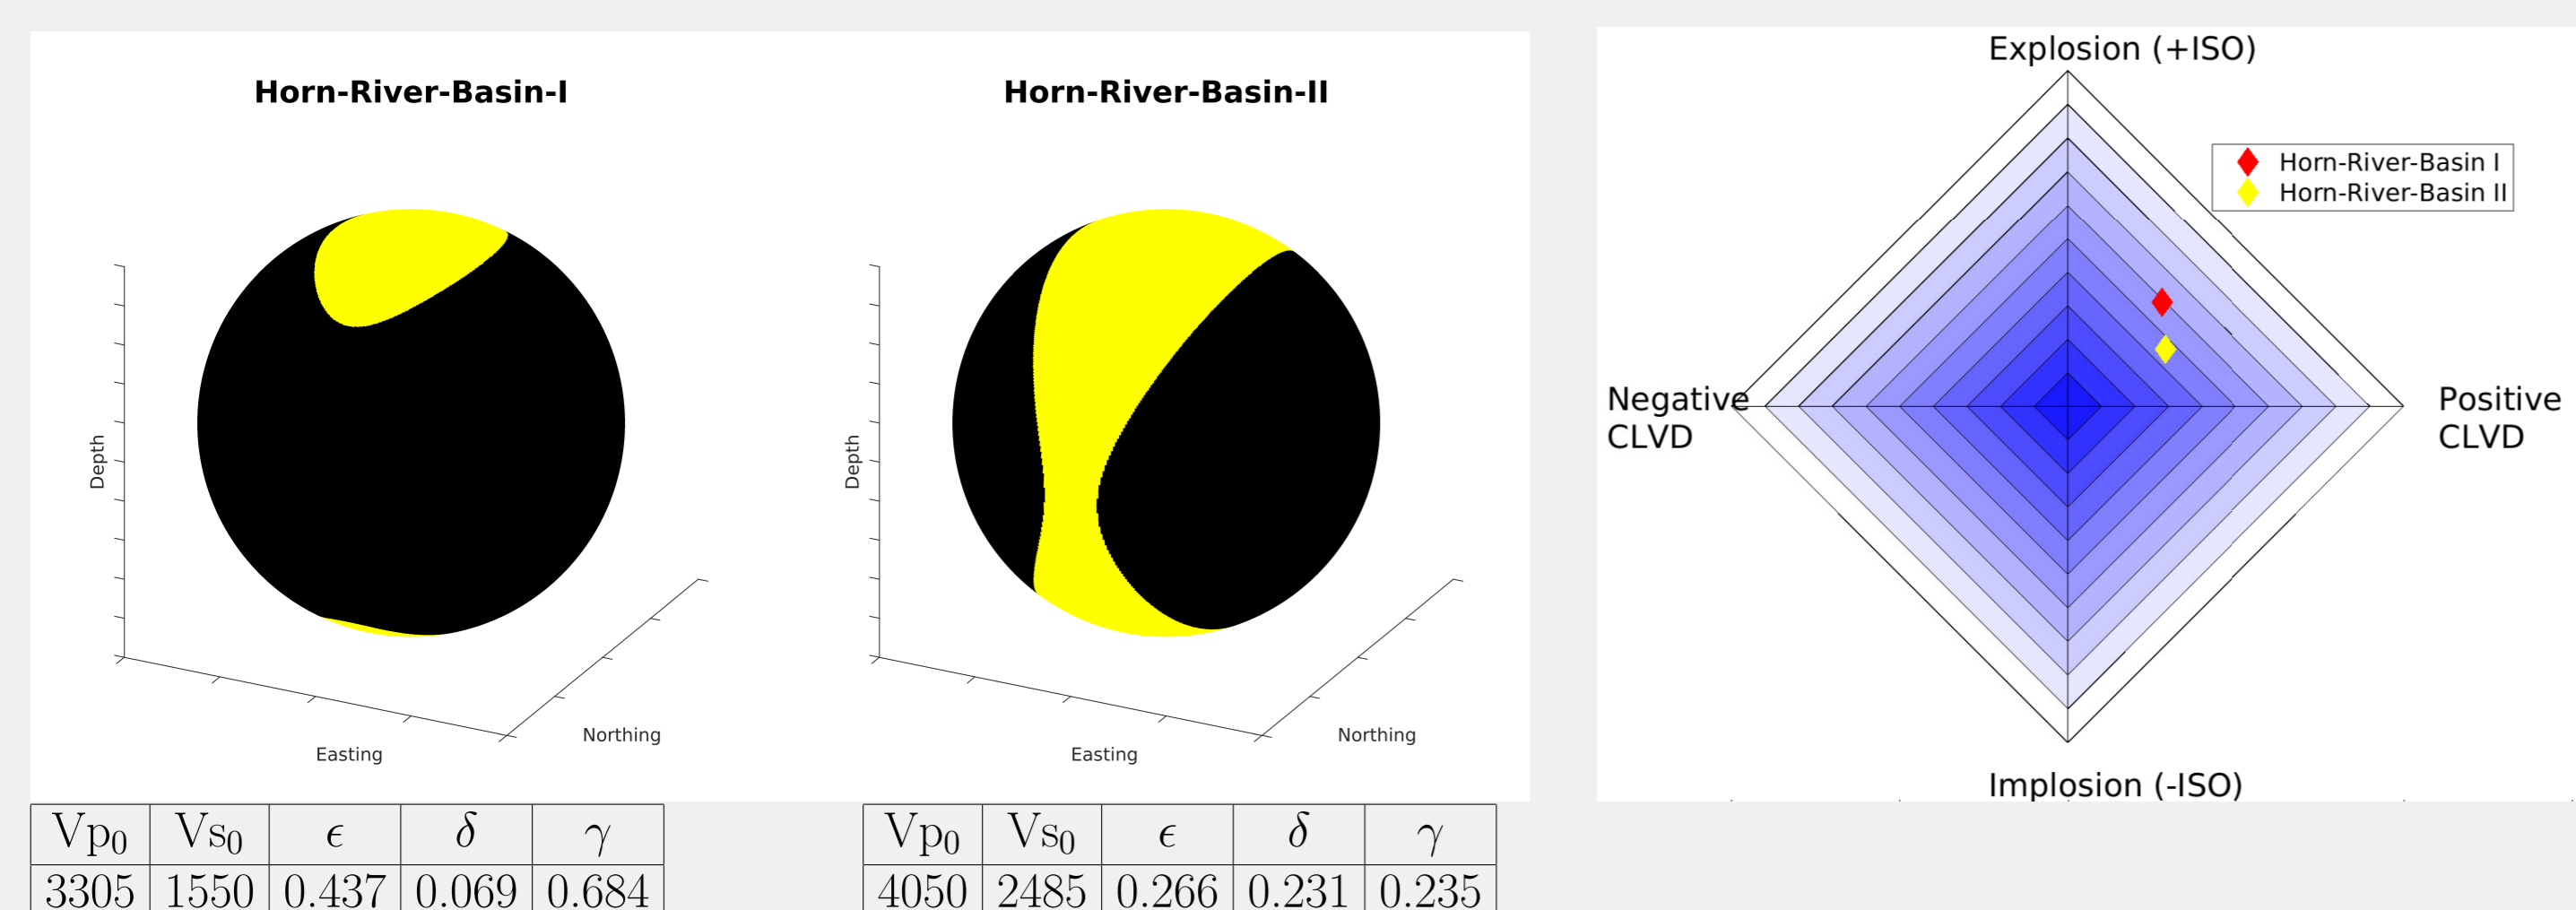 Horn-River-Basin-I
Depth
Easting
Northing
Horn-River-Basin-II
Depth
Easting
Northing
Vp₀ Vs₀ ϵ δ γ
3305 1550 0.437 0.069 0.684
Vp₀ Vs₀ ϵ δ γ
4050 2485 0.266 0.231 0.235
Explosion (+ISO)
Horn-River-Basin I
Horn-River-Basin II
Negative
CLVD
Positive
CLVD
Implosion (-ISO)